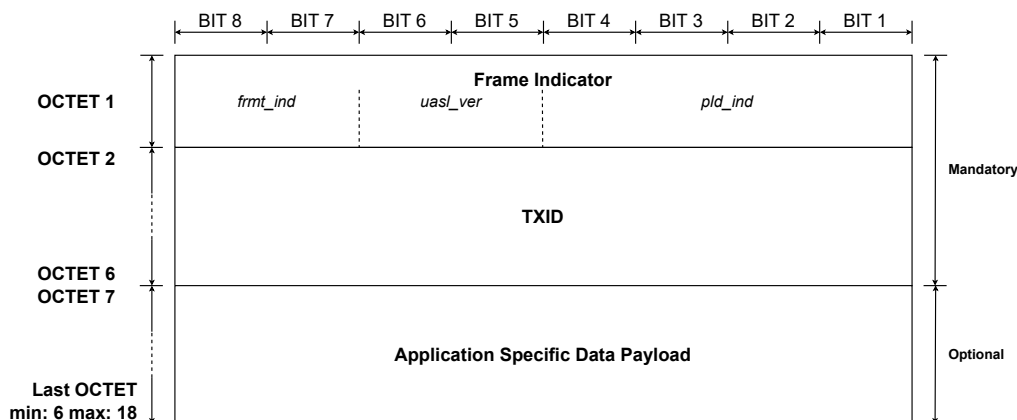 BIT 8 BIT 7 BIT 6 BIT 5 BIT 4 BIT 3 BIT 2 BIT 1
Frame Indicator
OCTET 1 frmt_ind uasl_ver pld_ind
OCTET 2
Mandatory
TXID
OCTET 6
OCTET 7
Application Specific Data Payload Optional
Last OCTET
min: 6 max: 18